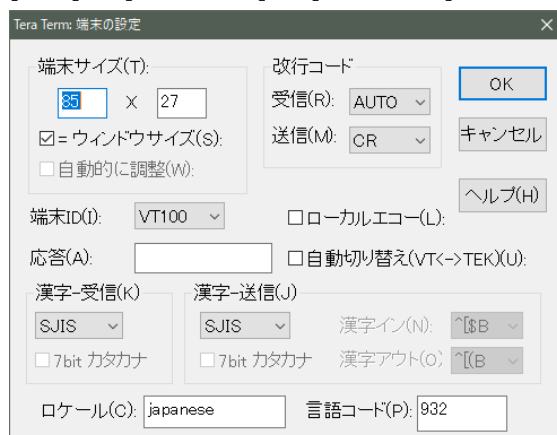 Tera Term: 端末の設定
端末サイズ(T):
85 X 27
= ウィンドウサイズ(S):
自動的に調整(W):
改行コード
受信(R): AUTO
送信(M): CR
OK
キャンセル
ヘルプ(H)
端末ID(I): VT100
ローカルエコー(L):
応答(A):
自動切り替え(VT<->TEK)(U):
漢字-受信(K)
SJIS
7bit カタカナ
漢字-送信(J)
SJIS
7bit カタカナ
漢字イン(N): ^[$B
漢字アウト(O) ^[(B
ロケール(C): japanese
言語コード(P): 932